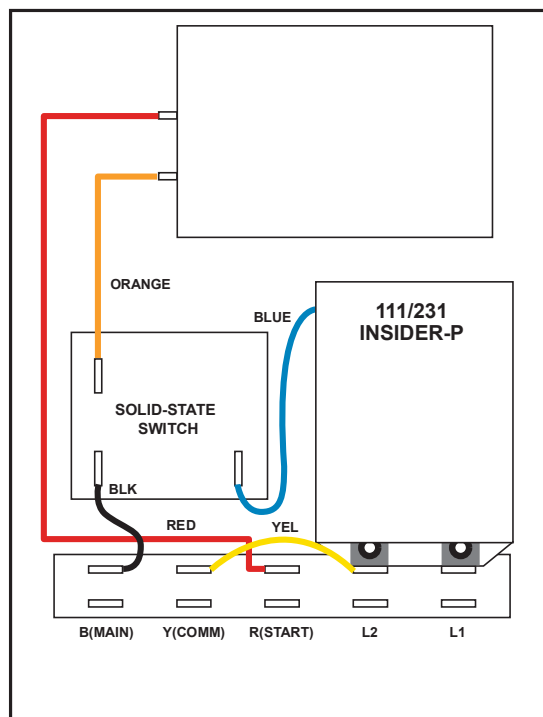 ORANGE
BLUE
111/231
INSIDER-P
SOLID-STATE
SWITCH
BLK
RED
YEL
B(MAIN)
Y(COMM)
R(START)
L2
L1